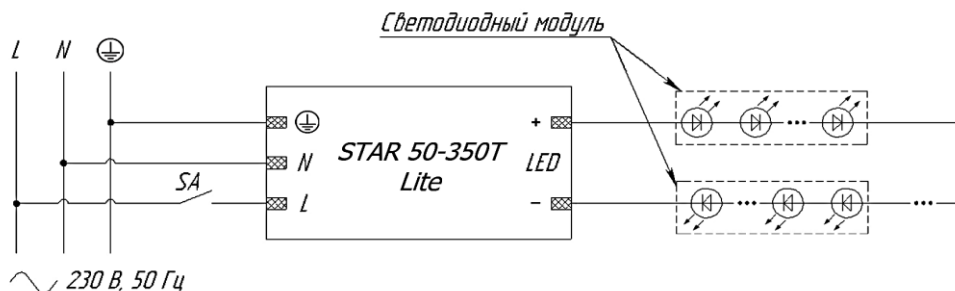 Светодиодный модуль
L N
STAR 50-350T
Lite
N
L
SA
+
LED
−
230 В, 50 Гц